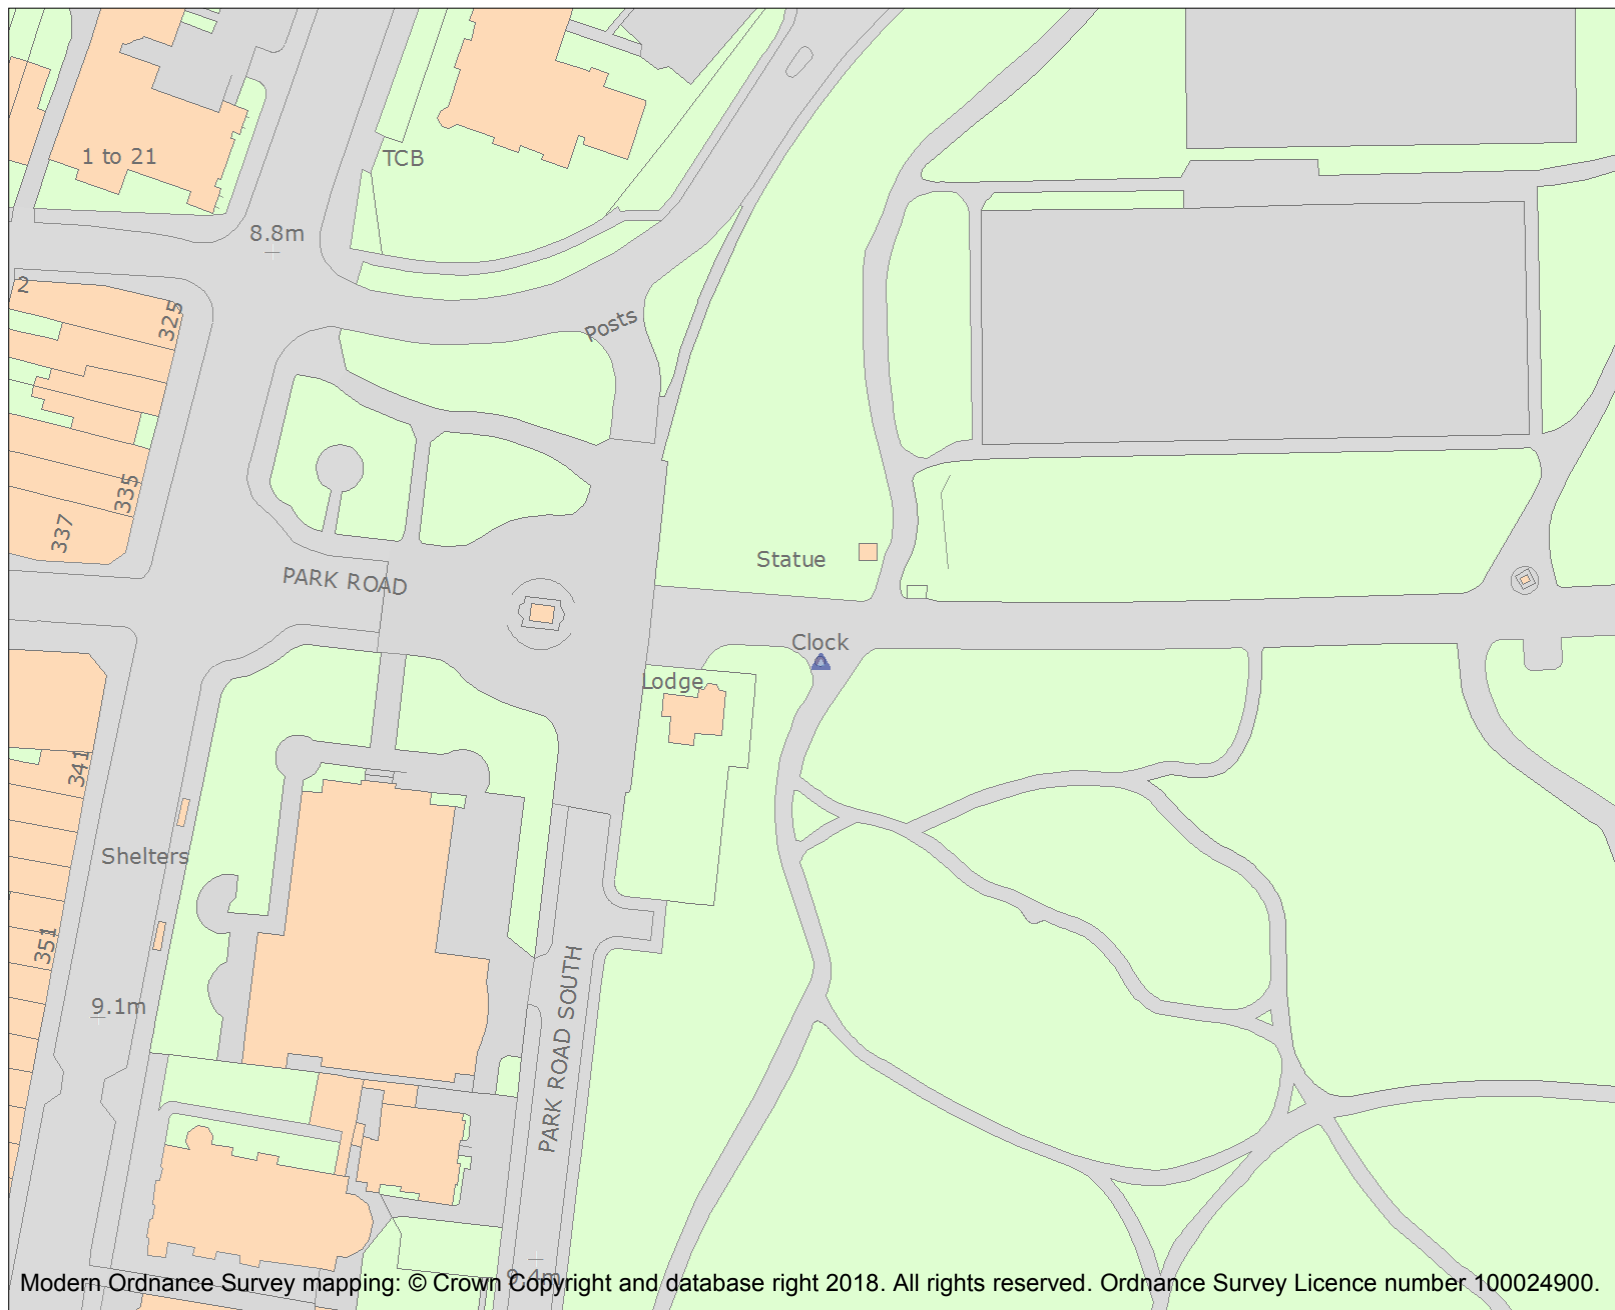 TCB
1 to 21
8.8m
2
325
Posts
335
337
Statue
PARK ROAD
Clock
Lodge
341
Shelters
351
9.1m
PARK ROAD SOUTH
9.4m
Modern Ordnance Survey mapping: © Crown Copyright and database right 2018. All rights reserved. Ordnance Survey Licence number 100024900.